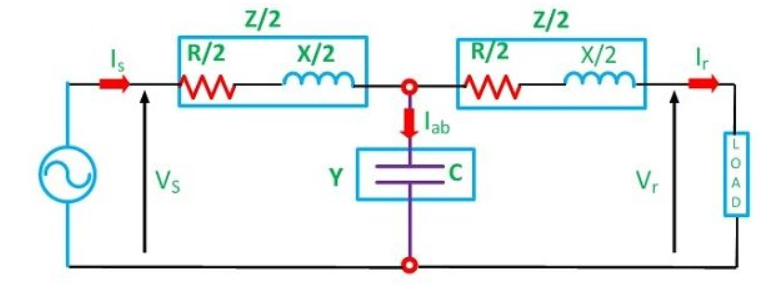 Z/2
Z/2
R/2
X/2
R/2
X/2
Is
Ir
Iab
Vs
Y
C
Vr
LOAD